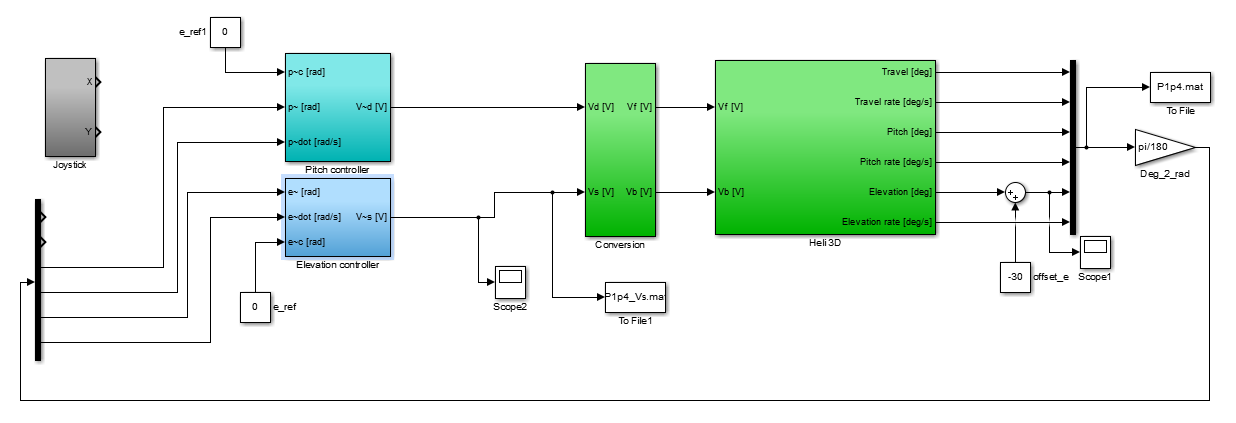 e_ref1
0
X
Y
Joystick
p~c [rad]
p~ [rad]
V~d [V]
p~dot [rad/s]
Pitch controller
e~ [rad]
e~dot [rad/s]
V~s [V]
e~c [rad]
Elevation controller
0
e_ref
Scope2
P1p4_Vs.mat
To File1
Vd [V]
Vf [V]
Vs [V]
Vb [V]
Conversion
Vf [V]
Vb [V]
Travel [deg]
Travel rate [deg/s]
Pitch [deg]
Pitch rate [deg/s]
Elevation [deg]
Elevation rate [deg/s]
Heli 3D
+
+
-30
offset_e
Scope1
P1p4.mat
To File
pi/180
Deg_2_rad